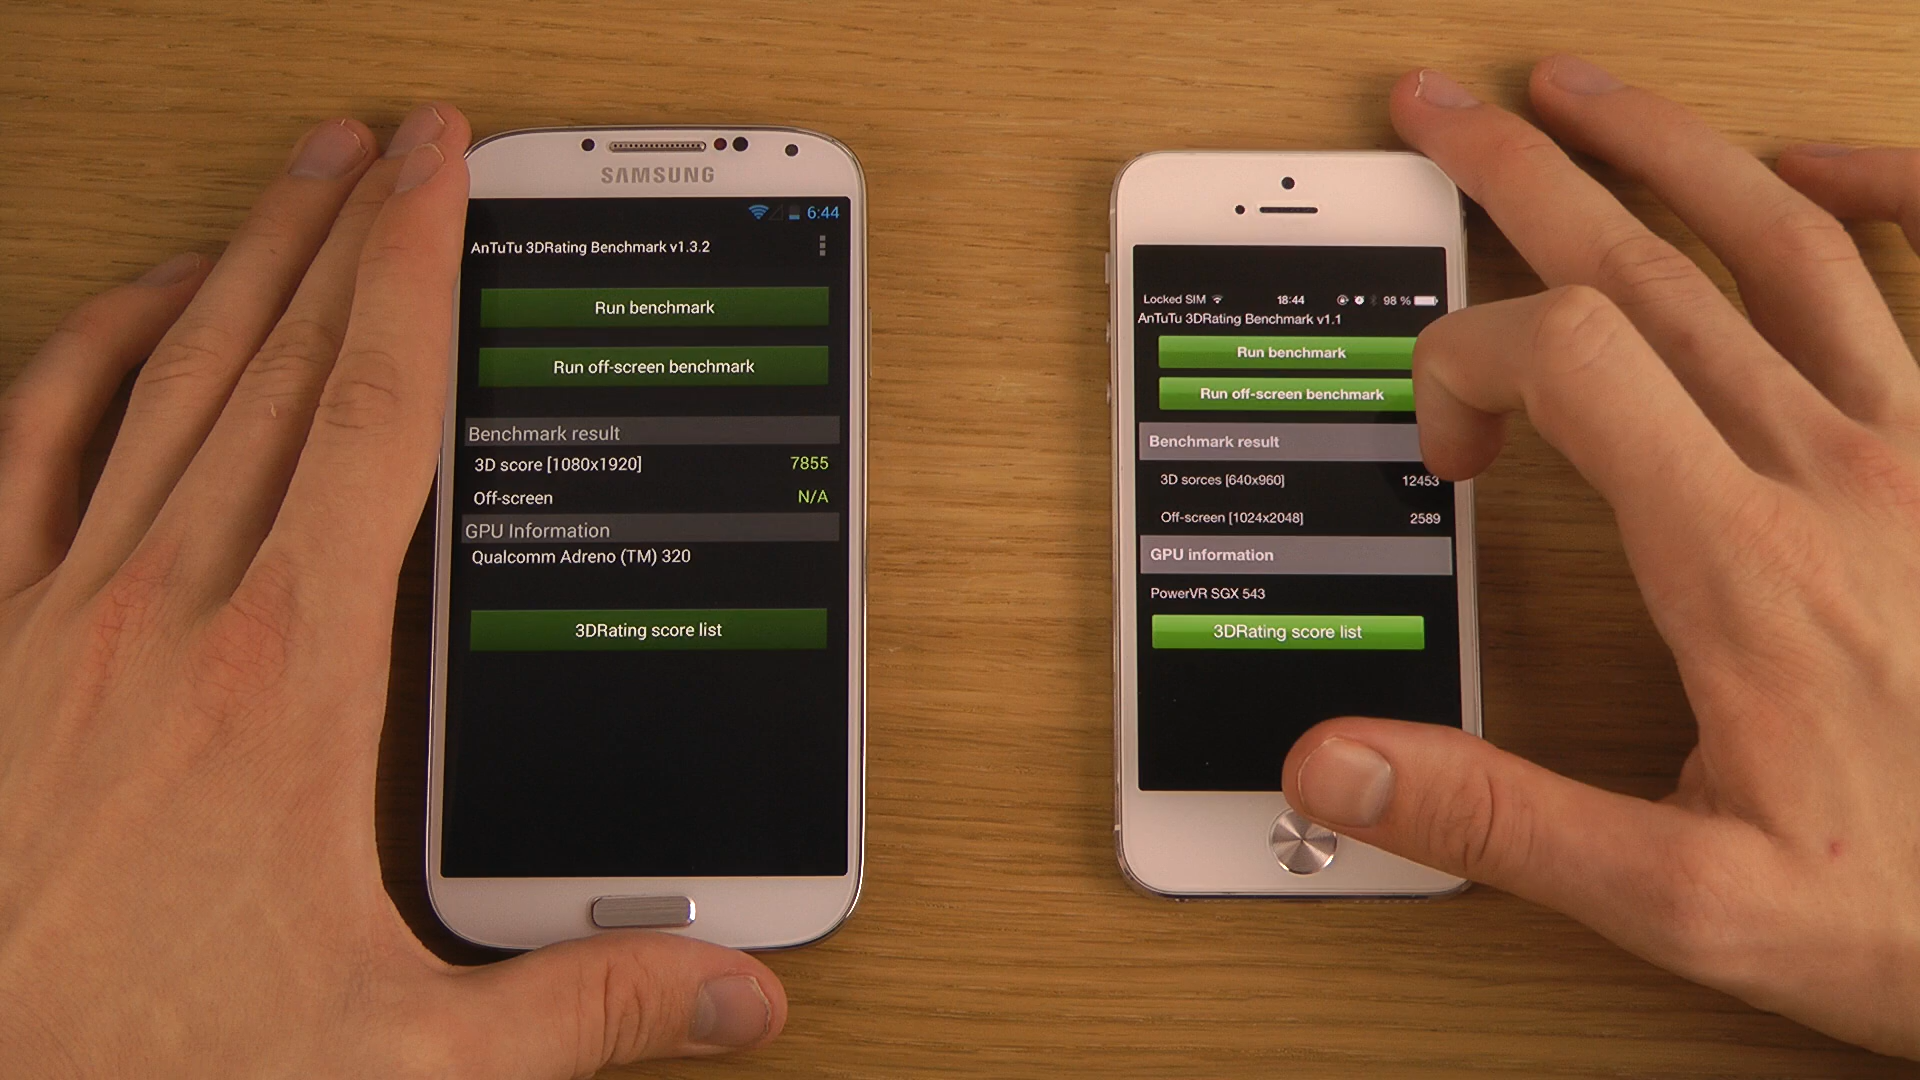 SAMSUNG
6:44
AnTuTu 3DRating Benchmark v1.3.2
Run benchmark
Run off-screen benchmark
Benchmark result
3D score [1080x1920] 7855
Off-screen N/A
GPU Information
Qualcomm Adreno (TM) 320
3DRating score list
Locked SIM 18:44 98 %
AnTuTu 3DRating Benchmark v1.1
Run benchmark
Run off-screen benchmark
Benchmark result
3D sorces [640x960] 12453
Off-screen [1024x2048] 2589
GPU information
PowerVR SGX 543
3DRating score list